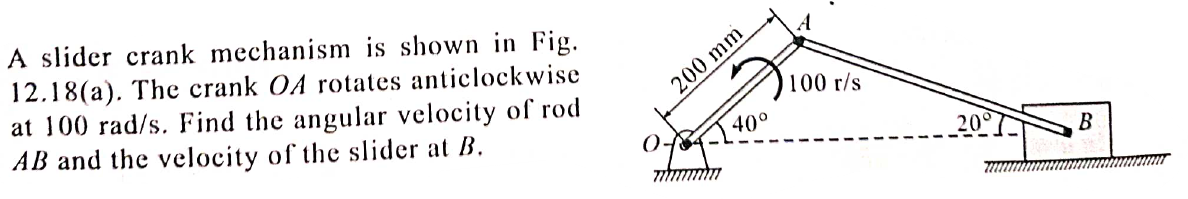 A slider crank mechanism is shown in Fig.
12.18(a). The crank OA rotates anticlockwise
at 100 rad/s. Find the angular velocity of rod
AB and the velocity of the slider at B.
A
200 mm
100 r/s
40°
20°
B
O